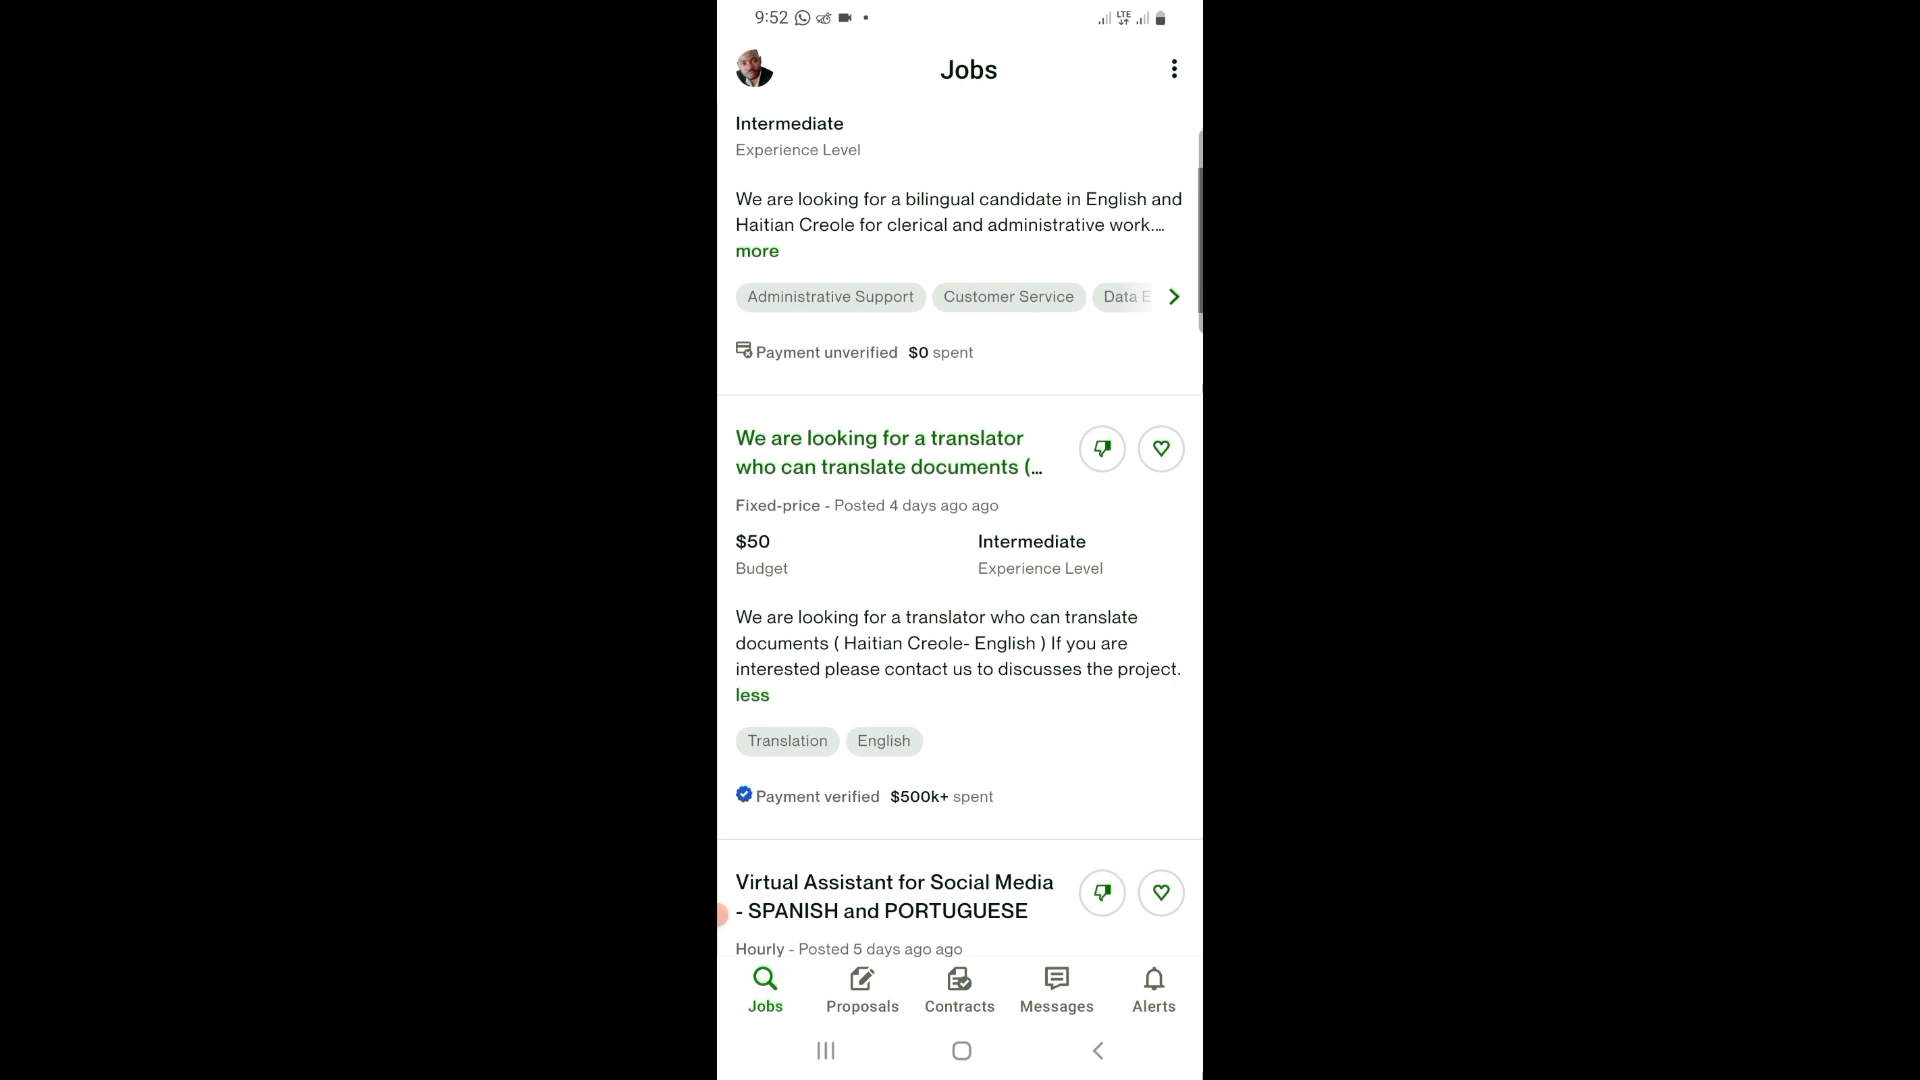 9:52
LTE
Jobs
Intermediate
Experience Level
We are looking for a bilingual candidate in English and
Haitian Creole for clerical and administrative work....
more
Administrative Support Customer Service Data E
Payment unverified $0 spent
We are looking for a translator
who can translate documents (...
Fixed-price - Posted 4 days ago ago
$50 Intermediate
Budget Experience Level
We are looking for a translator who can translate
documents ( Haitian Creole- English ) If you are
interested please contact us to discusses the project.
less
Translation English
Payment verified $500k+ spent
Virtual Assistant for Social Media
- SPANISH and PORTUGUESE
Hourly - Posted 5 days ago ago
Jobs Proposals Contracts Messages Alerts